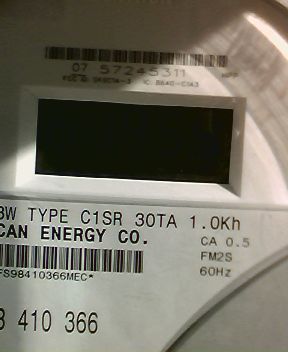 07 57245311
3W TYPE C1SR 30TA 1.0Kh
CAN ENERGY CO.
CA 0.5
FM2S
60Hz
FS98410366MEC*
410 366